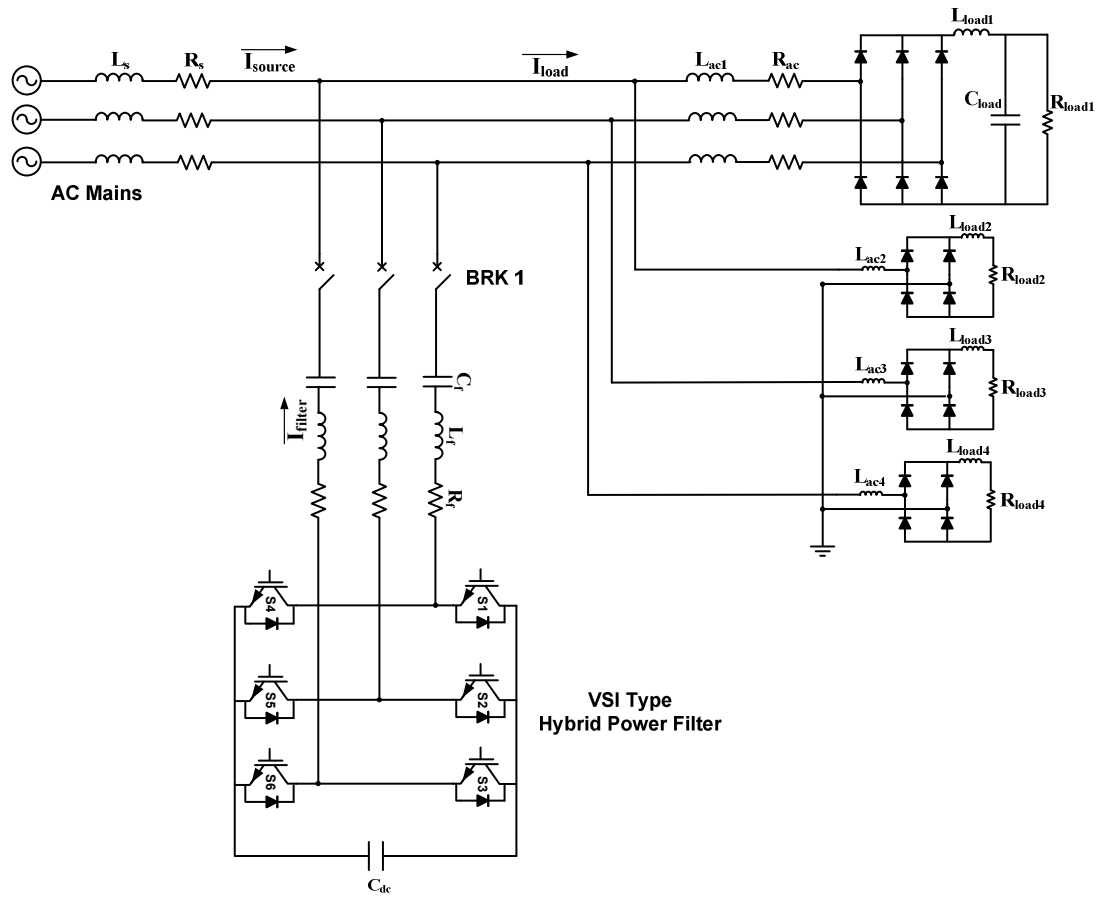 Ls
Rs
Isource
Iload
Lac1
Rac
Lload1
Cload
Rload1
AC Mains
BRK 1
Lac2
Lload2
Rload2
Lac3
Lload3
Rload3
Lac4
Lload4
Rload4
Ifilter
Cf
Lf
Rf
S4
S1
S5
S2
S6
S3
VSI Type
Hybrid Power Filter
Cdc